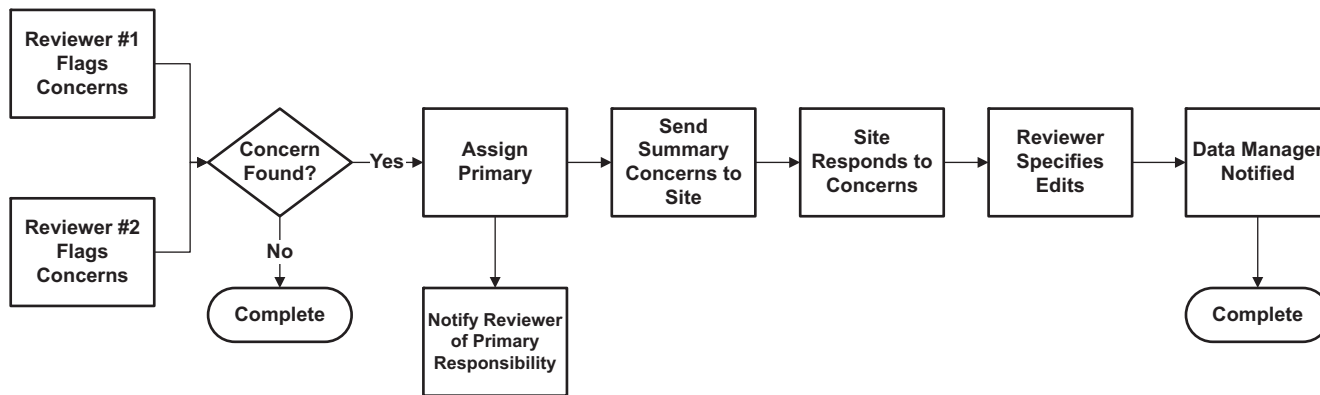 Reviewer #1
Flags
Concerns
Reviewer #2
Flags
Concerns
Concern
Found?
No
Complete
Yes
Assign
Primary
Notify Reviewer
of Primary
Responsibility
Send
Summary
Concerns to
Site
Site
Responds to
Concerns
Reviewer
Specifies
Edits
Data Manager
Notified
Complete